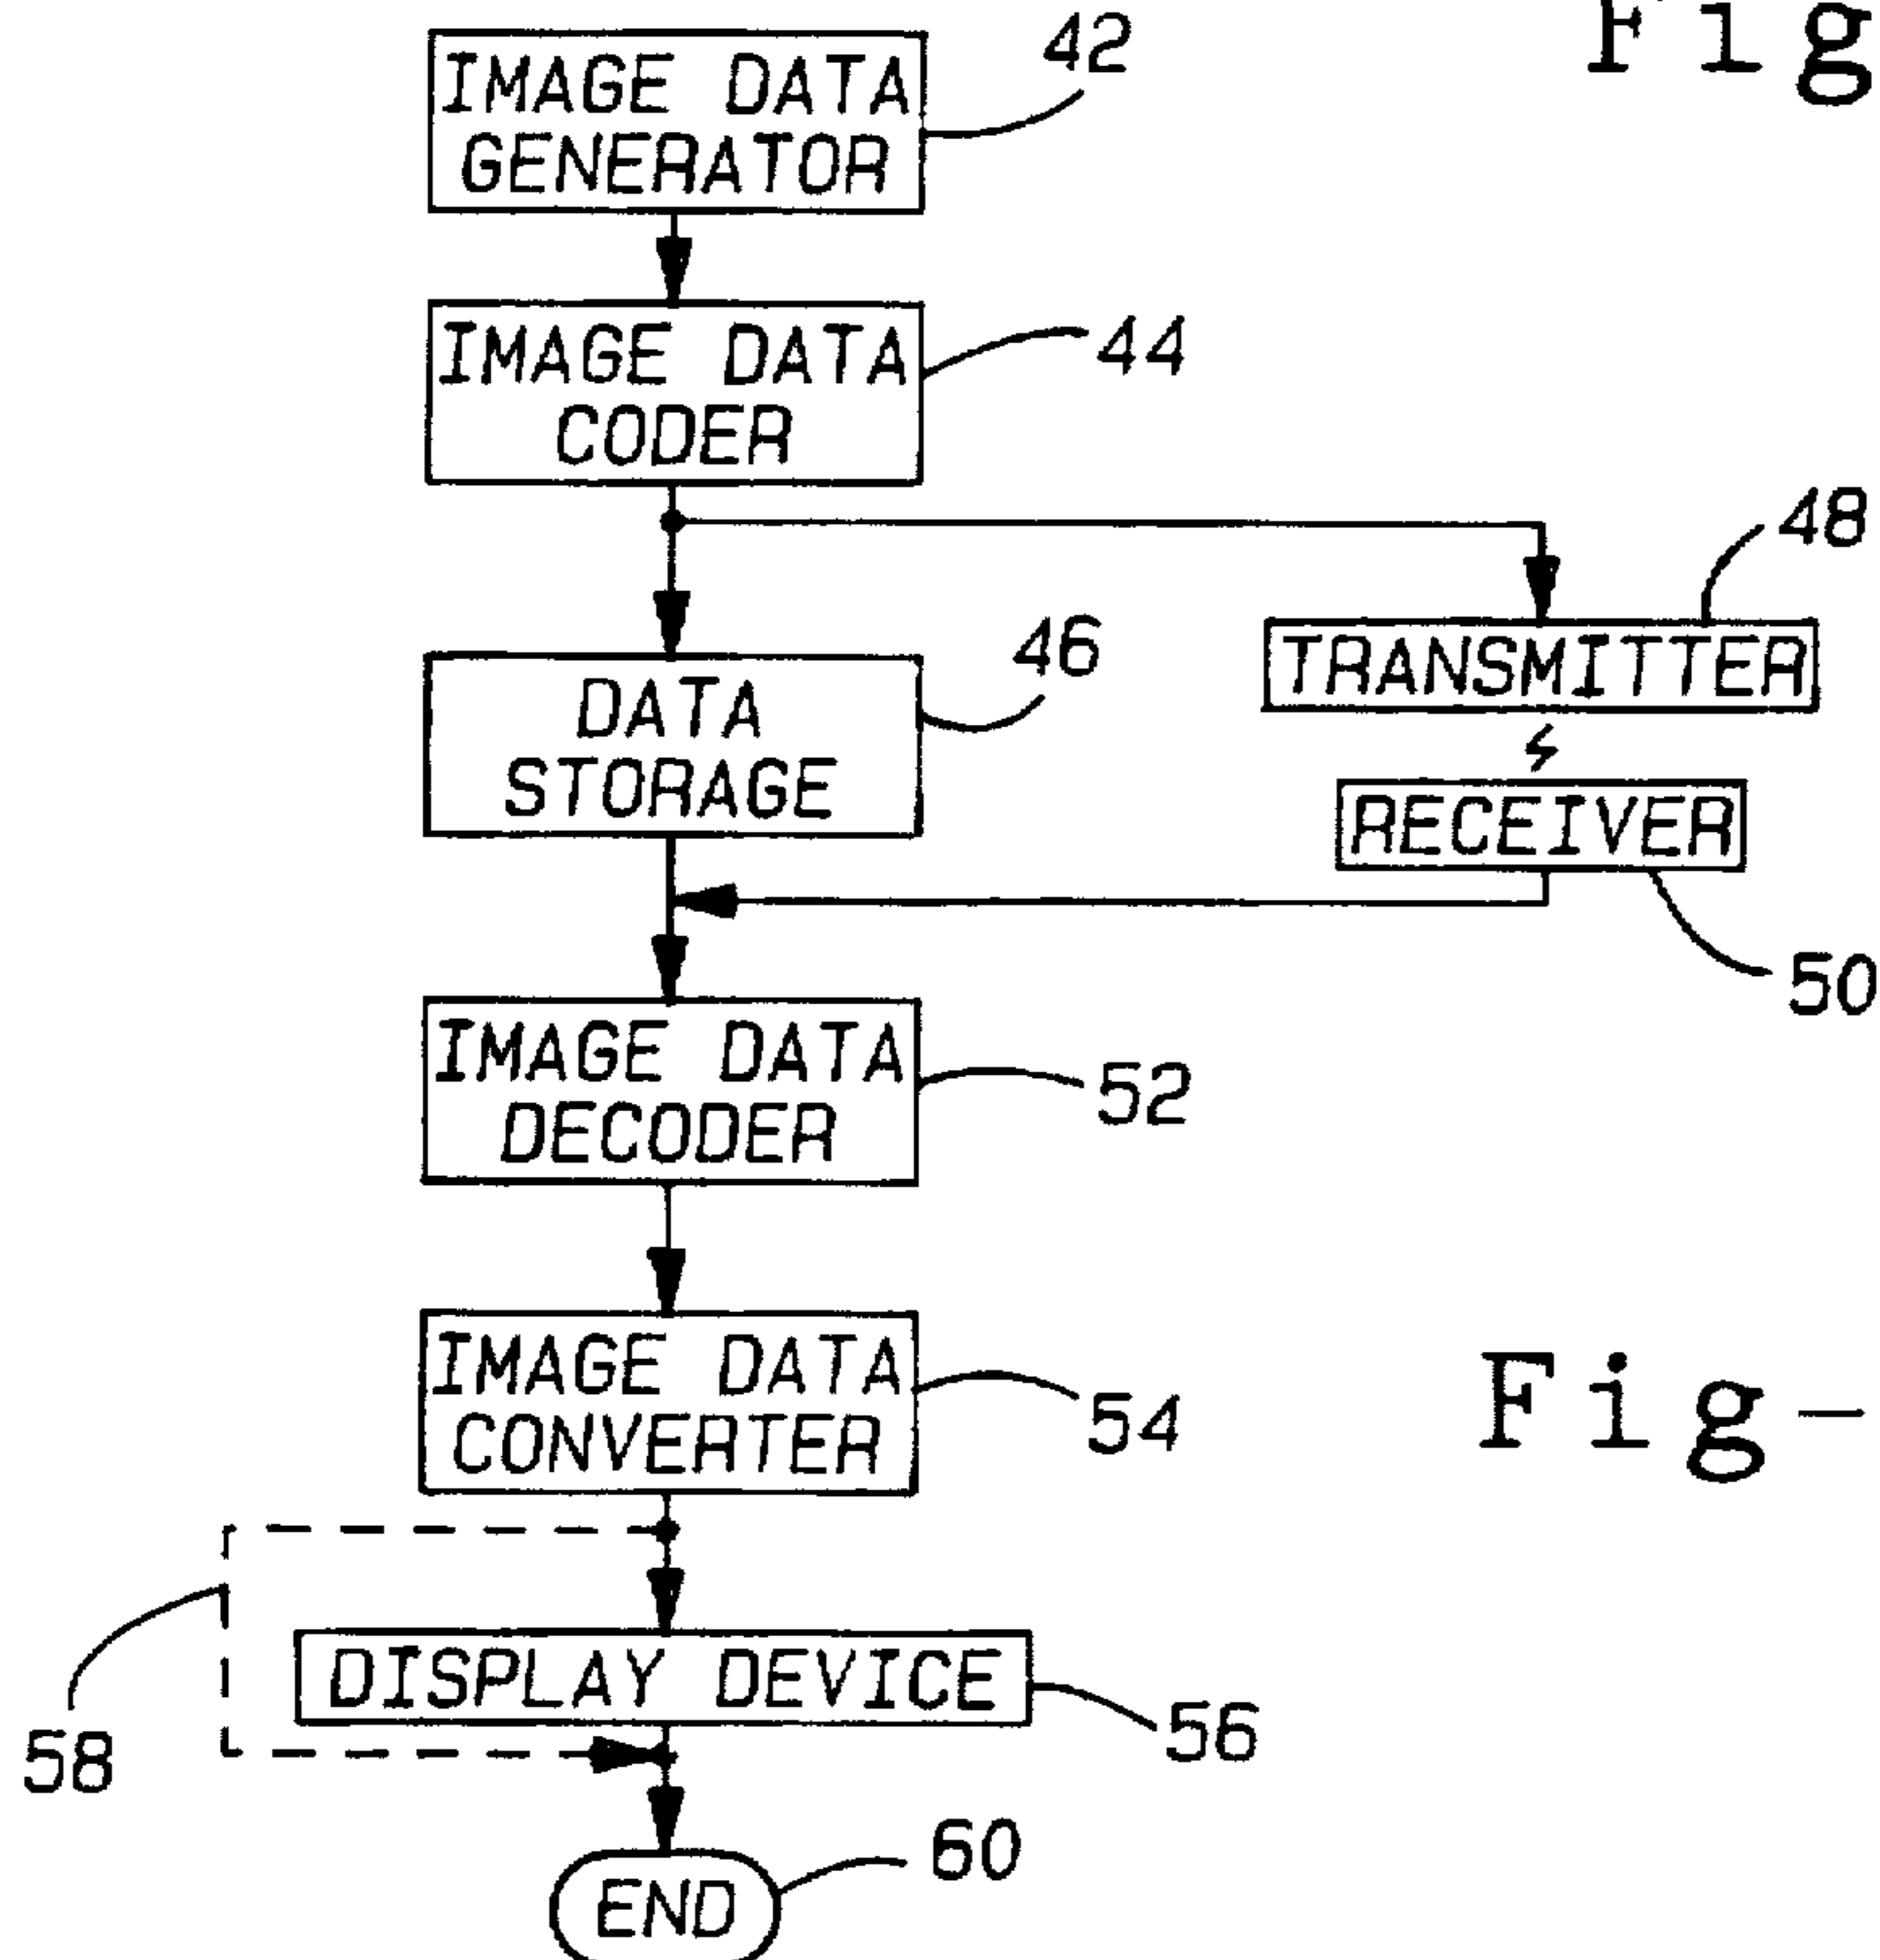 Fig
42
IMAGE DATA
GENERATOR
44
IMAGE DATA
CODER
48
46
TRANSMITTER
DATA
STORAGE
RECEIVER
50
IMAGE DATA
DECODER
52
IMAGE DATA
CONVERTER
54
Fig-
DISPLAY DEVICE
56
58
60
END